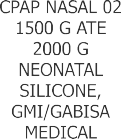 CPAP NASAL 02
1500 G ATE
2000 G
NEONATAL
SILICONE,
GMI/GABISA
MEDICAL